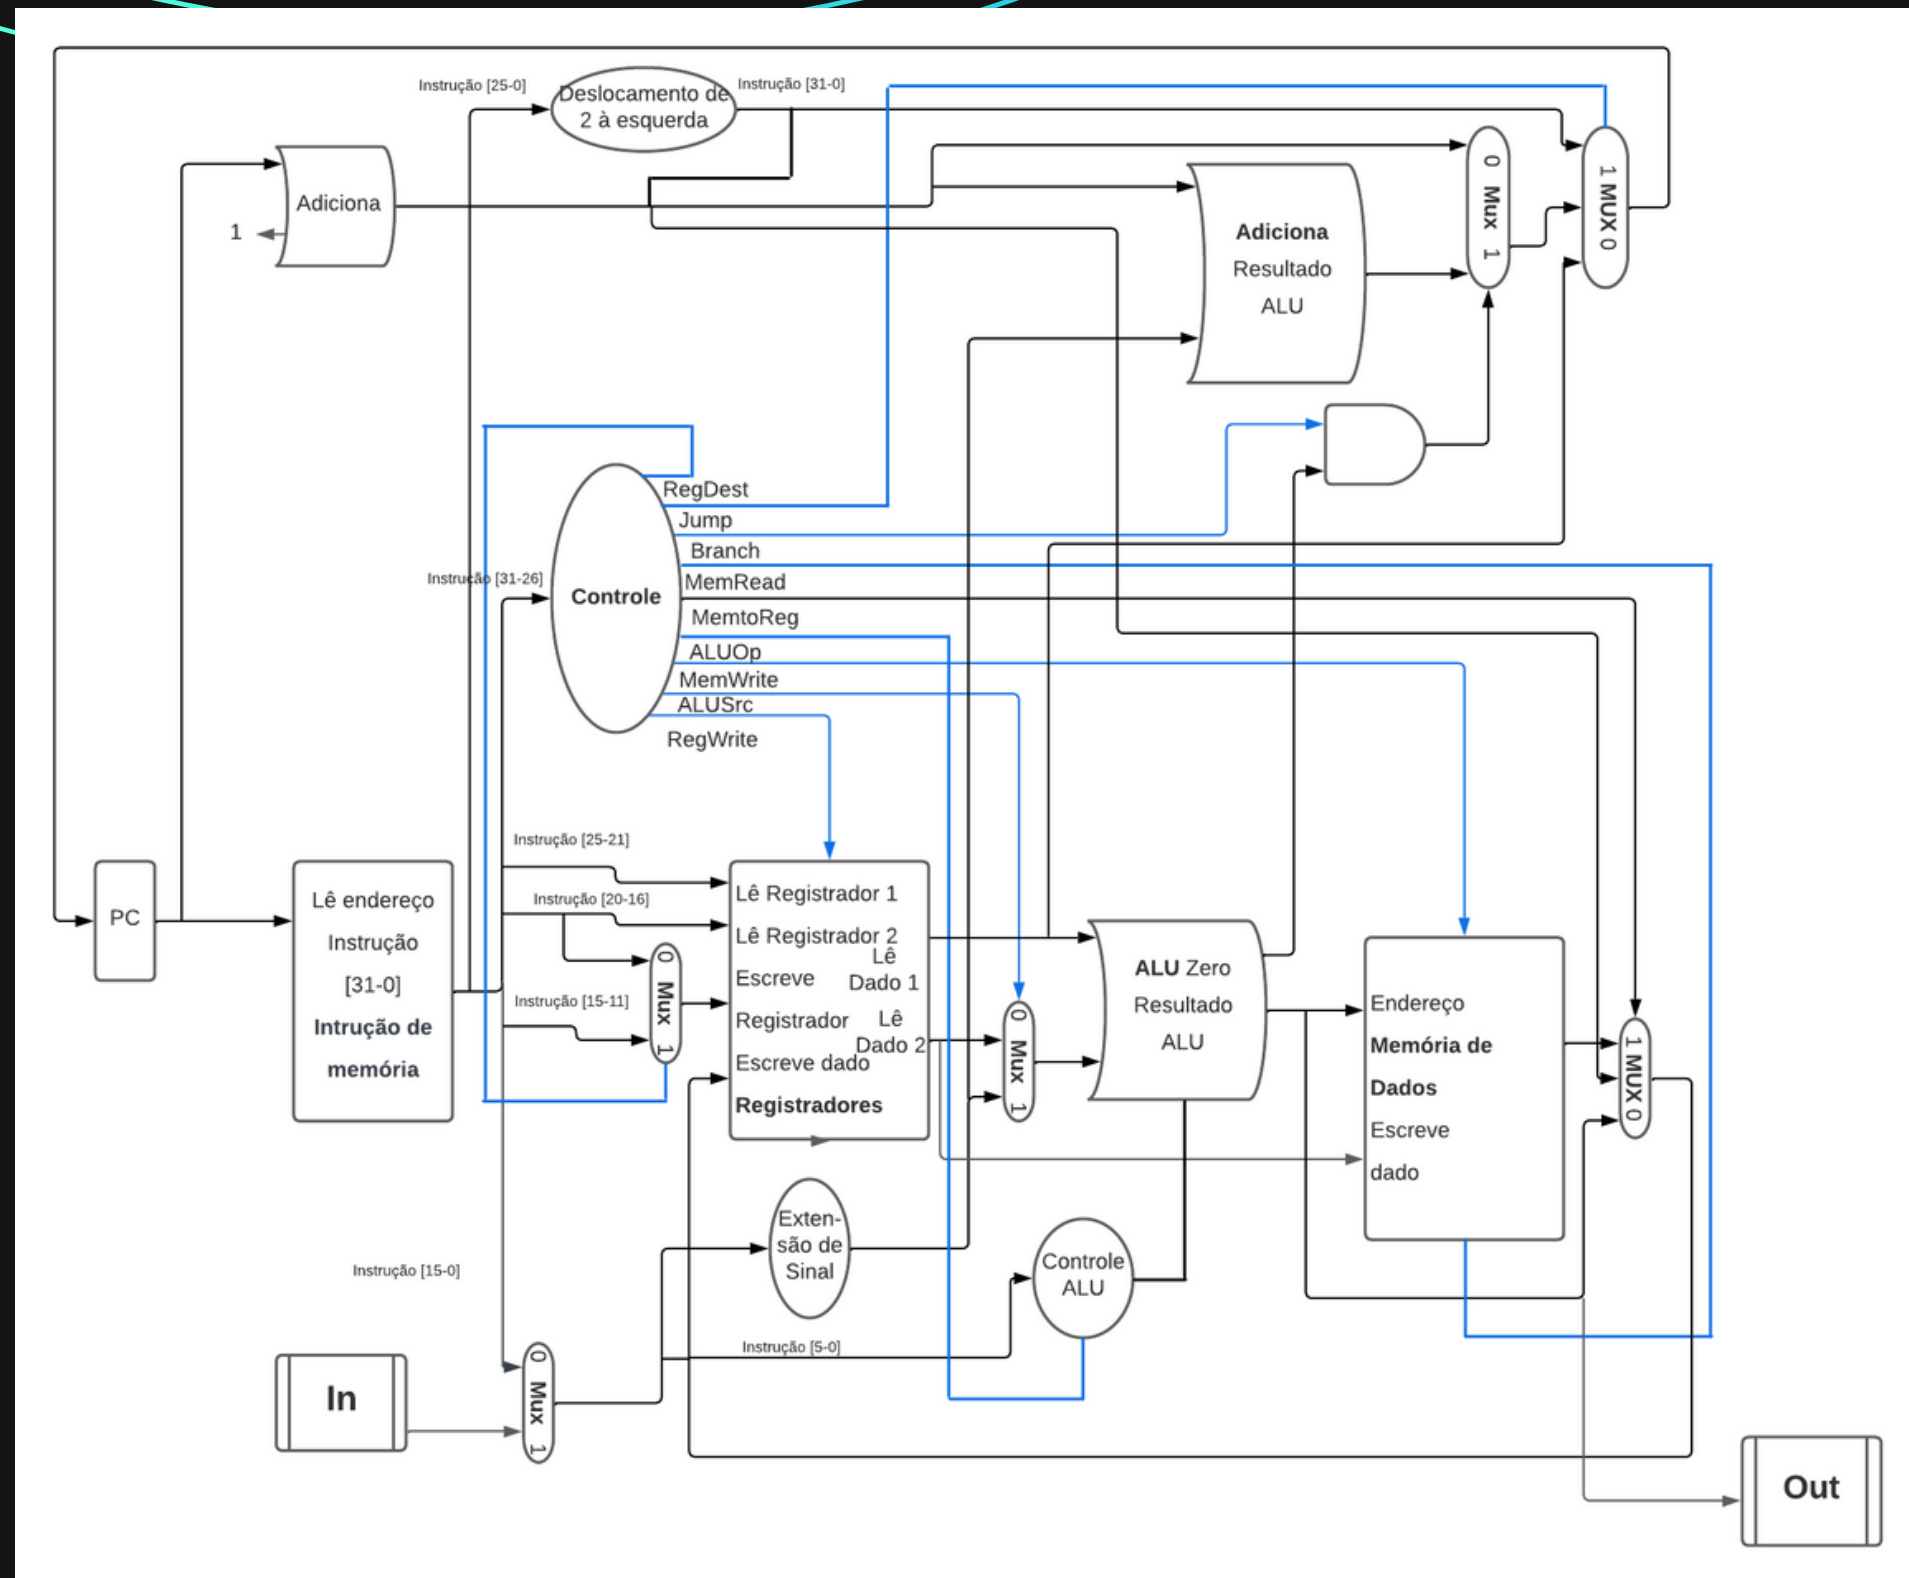 Instrução [25-0]
Deslocamento de
2 à esquerda
Instrução [31-0]
Adiciona
1
Adiciona
Resultado
ALU
0 Mux 1
1 MUX 0
RegDest
Jump
Branch
MemRead
MemtoReg
ALUOp
MemWrite
ALUSrc
RegWrite
Instrução [31-26]
Controle
PC
Lê endereço
Instrução
[31-0]
Intrução de
memória
Instrução [25-21]
Instrução [20-16]
Instrução [15-11]
0 Mux 1
Lê Registrador 1
Lê Registrador 2
Lê
Dado 1
Escreve
Registrador
Lê
Dado 2
Escreve dado
Registradores
0 Mux 1
ALU Zero
Resultado
ALU
Endereço
Memória de
Dados
Escreve
dado
1 MUX 0
Exten-
são de
Sinal
Controle
ALU
Instrução [15-0]
Instrução [5-0]
In
0 Mux 1
Out